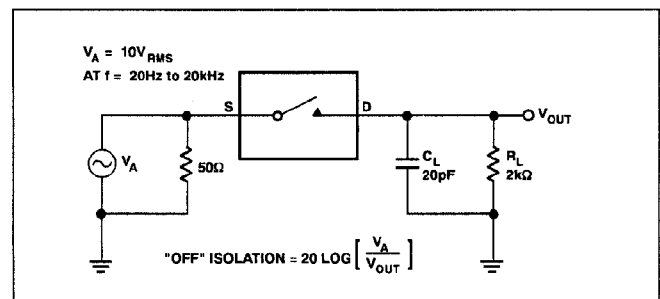 V_A = 10V_RMS
AT f = 20Hz to 20kHz
S
D
V_OUT
V_A
50Ω
C_L
20pF
R_L
2kΩ
"OFF" ISOLATION = 20 LOG [ V_A / V_OUT ]